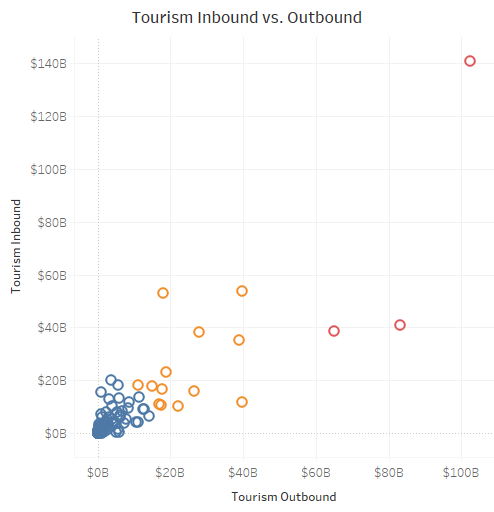 Tourism Inbound vs. Outbound
$140B
$120B
$100B
$80B
$60B
$40B
$20B
$0B
Tourism Inbound
$0B
$20B
$40B
$60B
$80B
$100B
Tourism Outbound